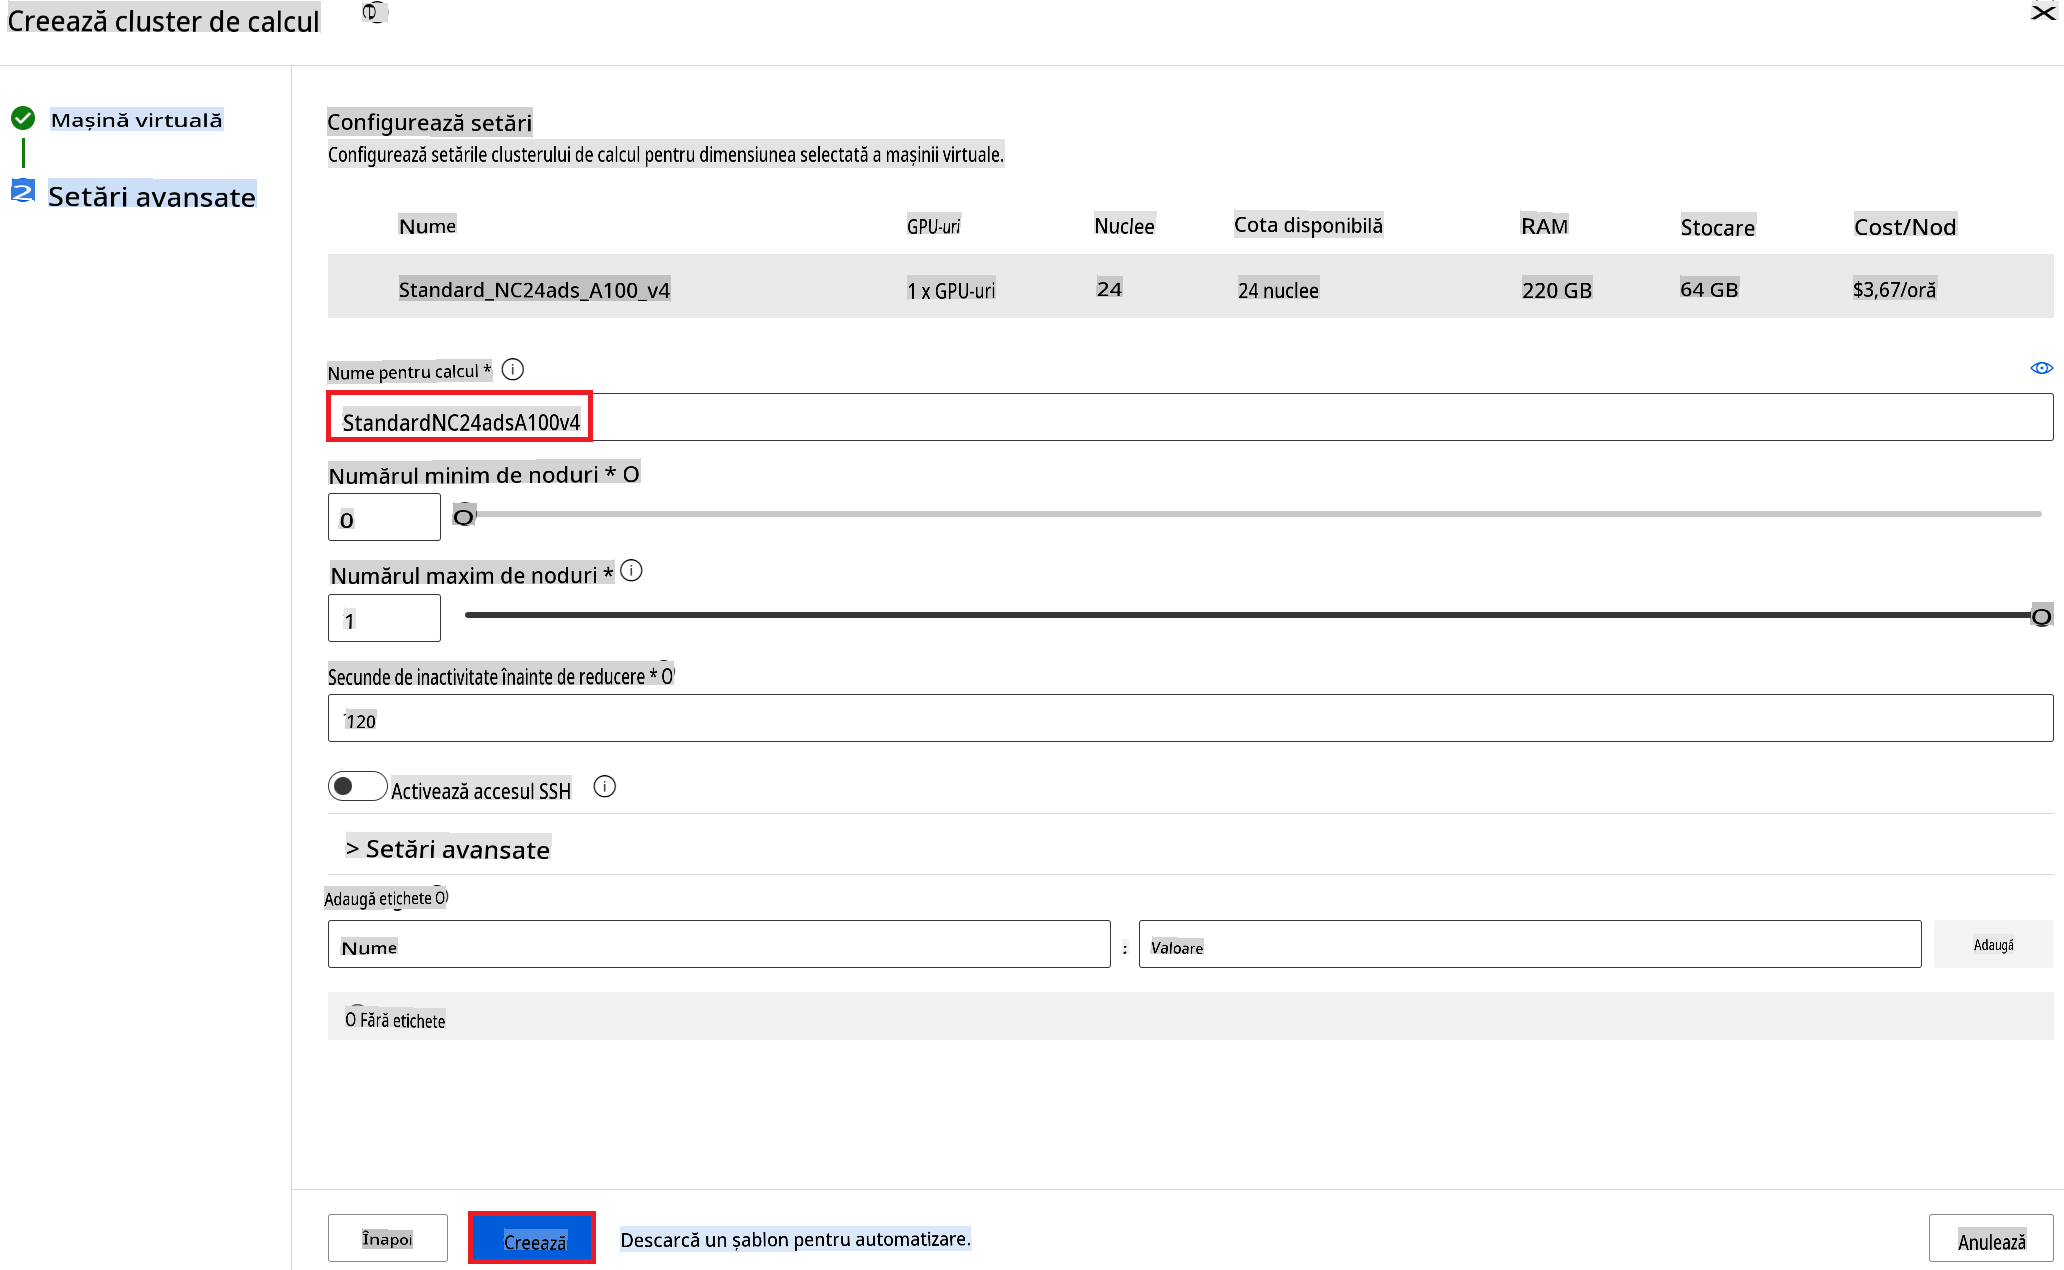 Creează cluster de calcul
Mașină virtuală
2 Setări avansate
Configurează setări
Configurează setările clusterului de calcul pentru dimensiunea selectată a mașinii virtuale.
Nume GPU-uri Nuclee Cota disponibilă RAM Stocare Cost/Nod
Standard_NC24ads_A100_v4 1 x GPU-uri 24 24 nuclee 220 GB 64 GB $3,67/oră
Nume pentru calcul *
StandardNC24adsA100v4
Numărul minim de noduri * O
0
Numărul maxim de noduri *
1
Secunde de inactivitate înainte de reducere * O
120
Activează accesul SSH
> Setări avansate
Adaugă etichete O
Nume : Valoare Adaugă
O Fără etichete
Înapoi Creează Descarcă un șablon pentru automatizare. Anulează